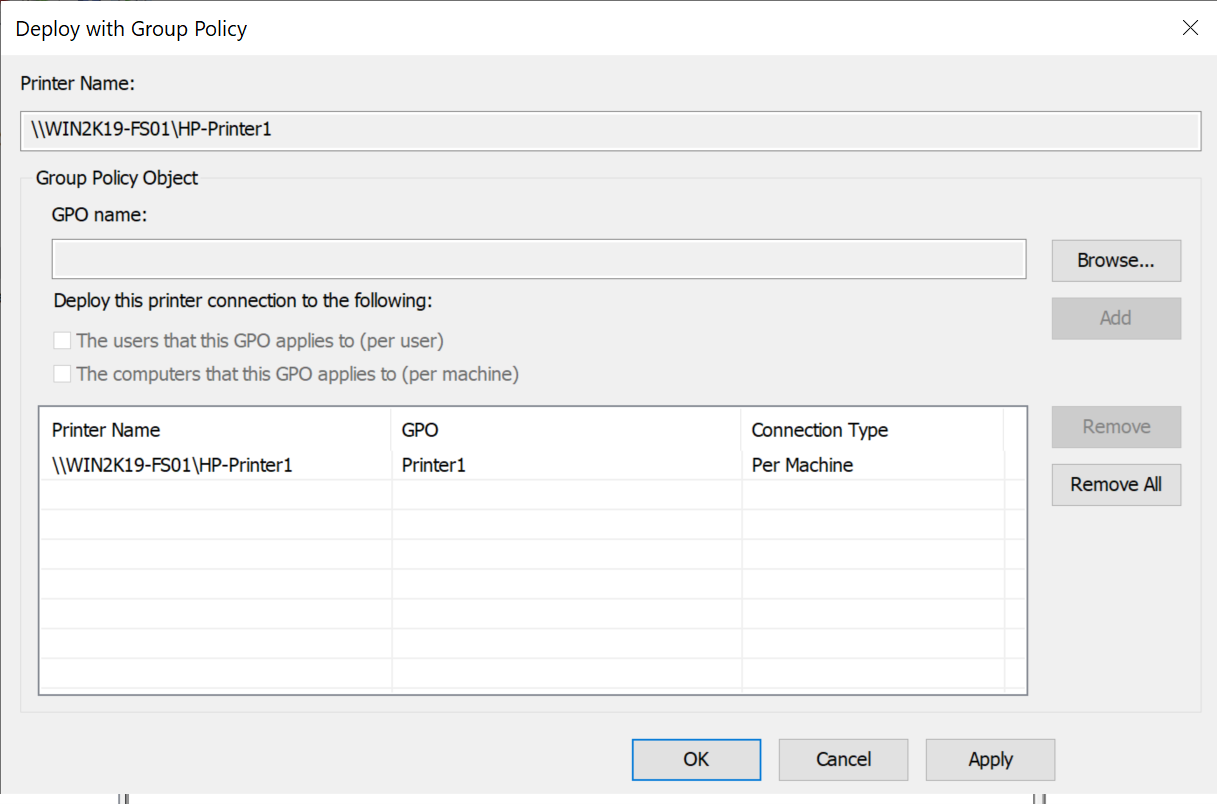 Deploy with Group Policy
Printer Name:
\\WIN2K19-FS01\HP-Printer1
Group Policy Object
GPO name:
Browse...
Deploy this printer connection to the following:
Add
The users that this GPO applies to (per user)
The computers that this GPO applies to (per machine)
Printer Name GPO Connection Type
Remove
\\WIN2K19-FS01\HP-Printer1 Printer1 Per Machine
Remove All
OK Cancel Apply